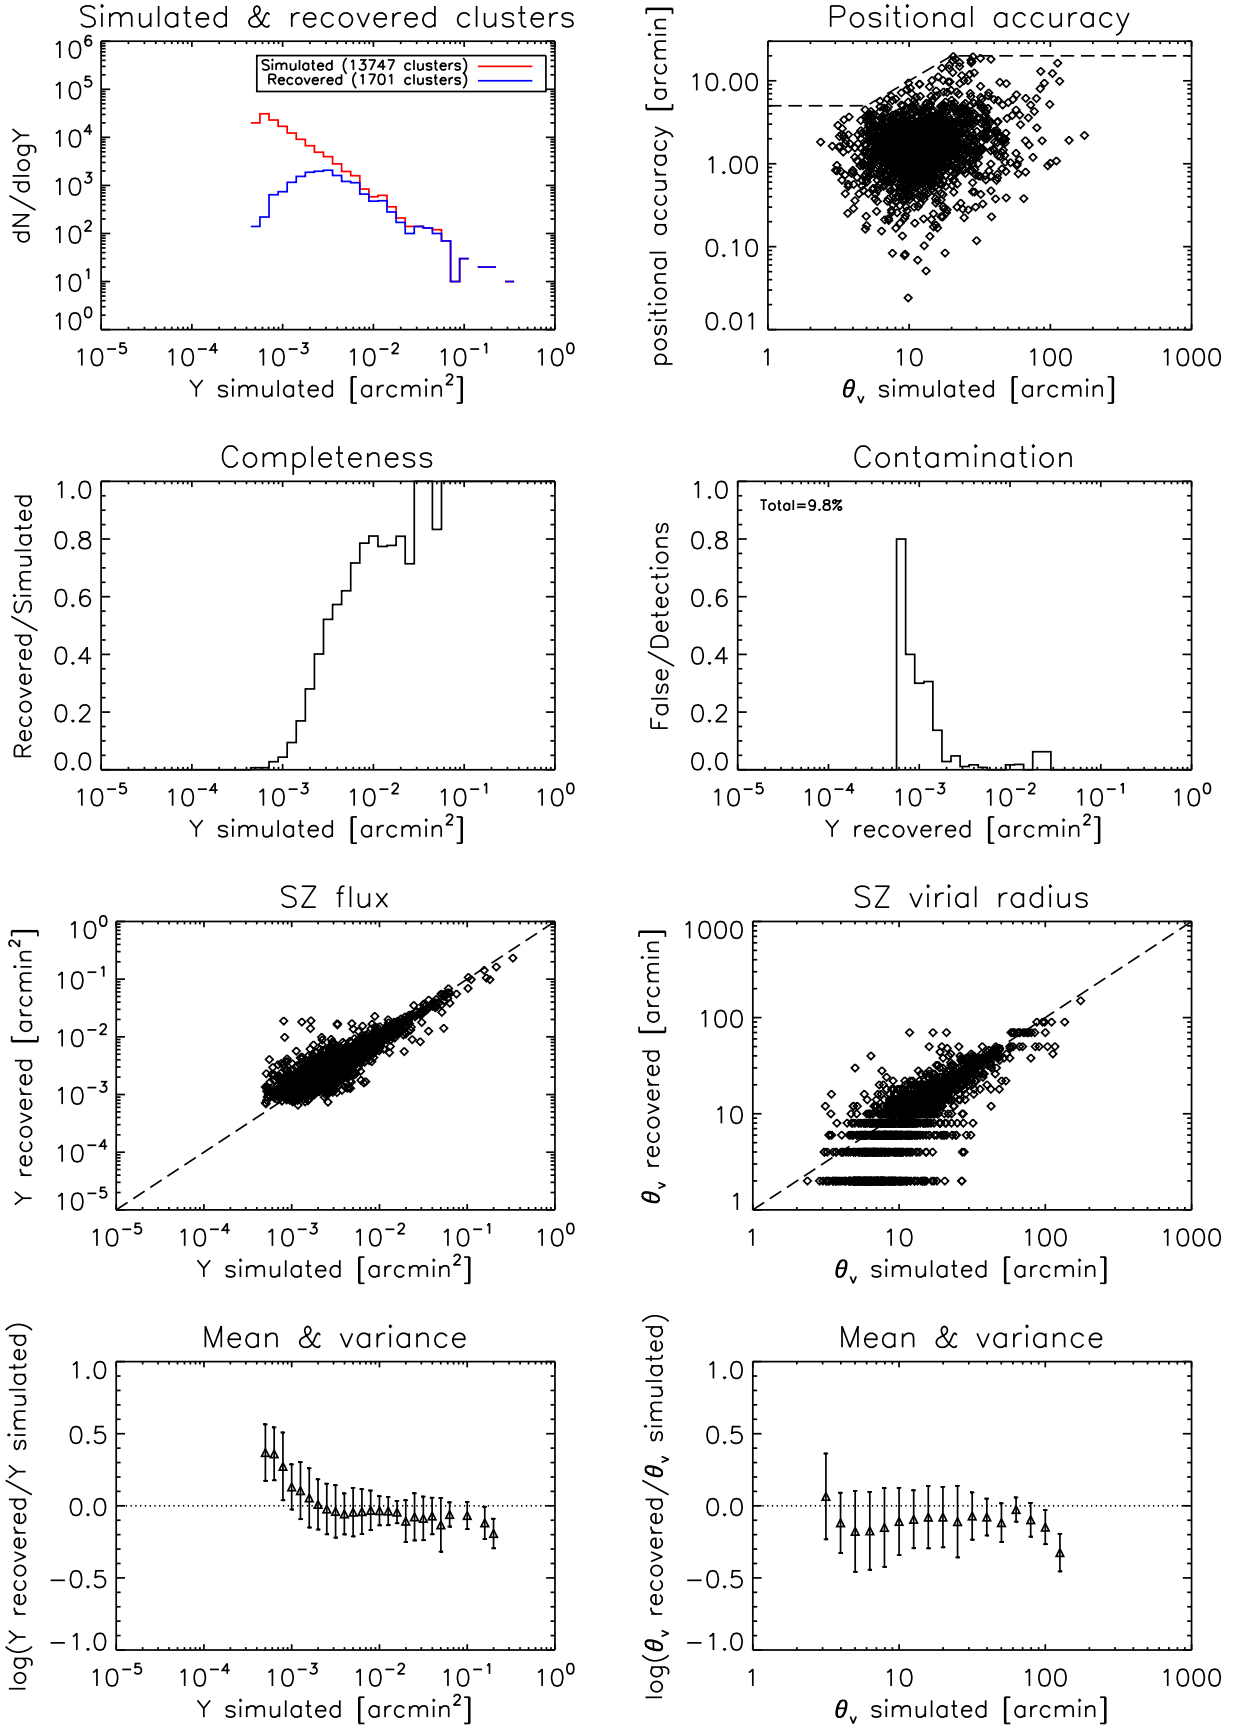 Simulated & recovered clusters
10⁶
10⁵
10⁴
10³
10²
10¹
10⁰
dN/dlogY
Simulated (13747 clusters)
Recovered (1701 clusters)
10⁻⁵ 10⁻⁴ 10⁻³ 10⁻² 10⁻¹ 10⁰
Y simulated [arcmin²]
Positional accuracy
10.00
1.00
0.10
0.01
positional accuracy [arcmin]
1 10 100 1000
θᵥ simulated [arcmin]
Completeness
1.0
0.8
0.6
0.4
0.2
0.0
Recovered/Simulated
10⁻⁵ 10⁻⁴ 10⁻³ 10⁻² 10⁻¹ 10⁰
Y simulated [arcmin²]
Contamination
Total=9.8%
1.0
0.8
0.6
0.4
0.2
0.0
False/Detections
10⁻⁵ 10⁻⁴ 10⁻³ 10⁻² 10⁻¹ 10⁰
Y recovered [arcmin²]
SZ flux
10⁰
10⁻¹
10⁻²
10⁻³
10⁻⁴
10⁻⁵
Y recovered [arcmin²]
10⁻⁵ 10⁻⁴ 10⁻³ 10⁻² 10⁻¹ 10⁰
Y simulated [arcmin²]
SZ virial radius
1000
100
10
1
θᵥ recovered [arcmin]
1 10 100 1000
θᵥ simulated [arcmin]
Mean & variance
1.0
0.5
0.0
−0.5
−1.0
log(Y recovered/Y simulated)
10⁻⁵ 10⁻⁴ 10⁻³ 10⁻² 10⁻¹ 10⁰
Y simulated [arcmin²]
Mean & variance
1.0
0.5
0.0
−0.5
−1.0
log(θᵥ recovered/θᵥ simulated)
1 10 100 1000
θᵥ simulated [arcmin]